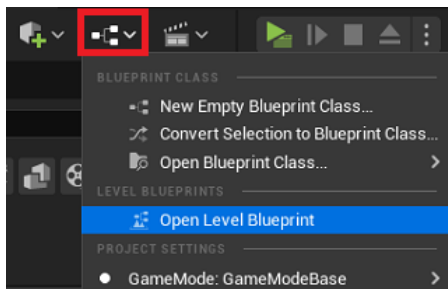 BLUEPRINT CLASS
New Empty Blueprint Class...
Convert Selection to Blueprint Class...
Open Blueprint Class...
LEVEL BLUEPRINTS
Open Level Blueprint
PROJECT SETTINGS
GameMode: GameModeBase